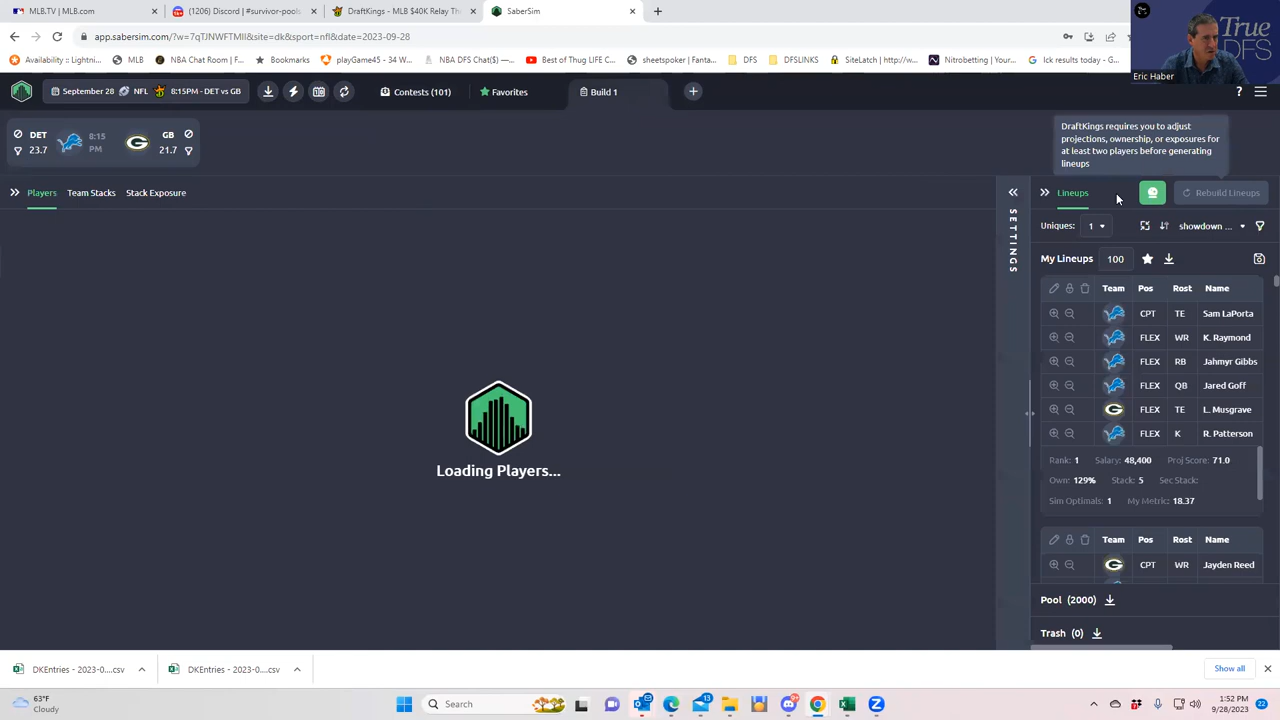 MLB.TV | MLB.com
(1206) Discord | #survivor-pools
DraftKings - MLB $40K Relay Th
SaberSim
app.sabersim.com/?w=7qTJNWFTMII&site=dk&sport=nfl&date=2023-09-28
Availability :: Lightni...
MLB
NBA Chat Room | F...
playGame45 - 34 W...
NBA DFS Chat($) —...
Best of Thug LIFE C...
sheetspoker | Fanta...
DFS
DFSLINKS
SiteLatch | http://w...
Nitrobetting | Your...
Ick results today - G...
True
DFS
Eric Haber
September 28
NFL
8:15PM - DET vs GB
Contests (101)
Favorites
Build 1
?
DET
23.7
8:15
PM
GB
21.7
DraftKings requires you to adjust
projections, ownership, or exposures for
at least two players before generating
lineups
Players
Team Stacks
Stack Exposure
SETTINGS
Lineups
Rebuild Lineups
Uniques:
1
showdown ...
My Lineups
100
Team Pos Rost Name
CPT TE Sam LaPorta
FLEX WR K. Raymond
FLEX RB Jahmyr Gibbs
FLEX QB Jared Goff
FLEX TE L. Musgrave
FLEX K R. Patterson
Rank: 1 Salary: 48,400 Proj Score: 71.0
Own: 129% Stack: 5 Sec Stack:
Sim Optimals: 1 My Metric: 18.37
Team Pos Rost Name
CPT WR Jayden Reed
Pool (2000)
Trash (0)
Loading Players...
DKEntries - 2023-0....csv
DKEntries - 2023-0....csv
Show all
63°F
Cloudy
Search
13
9+
1:52 PM
9/28/2023
22